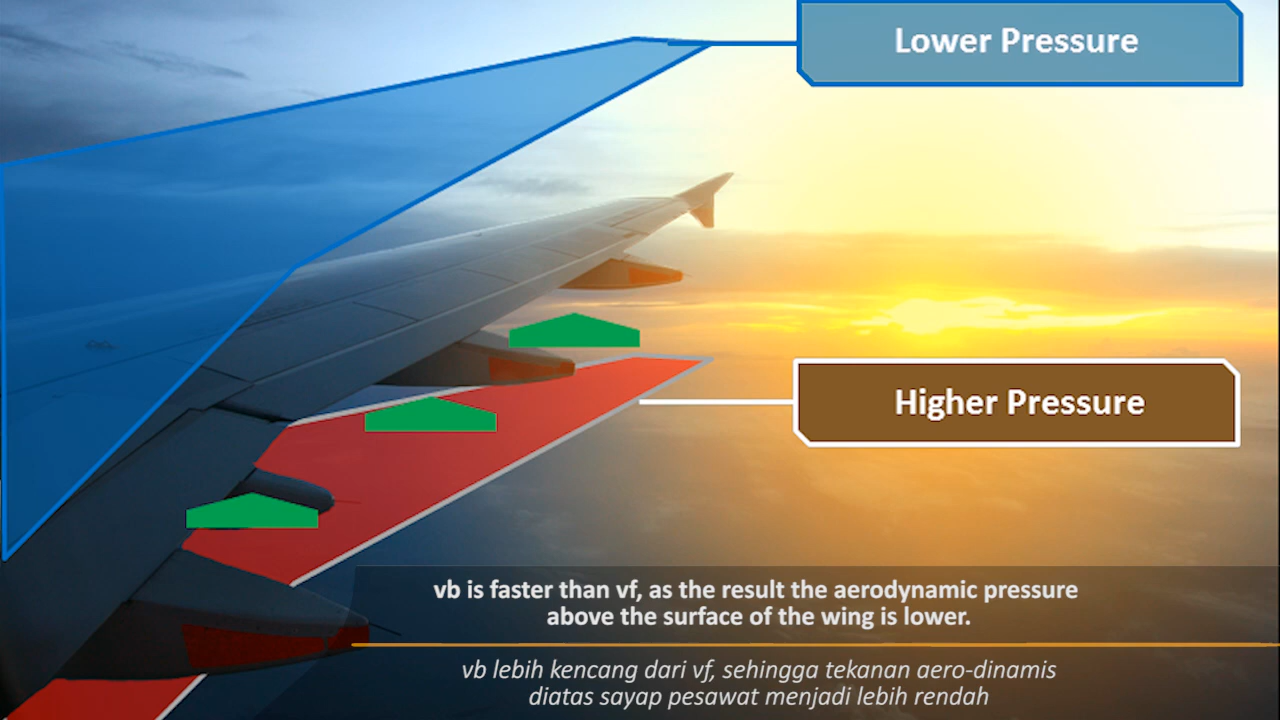 Lower Pressure
Higher Pressure
vb is faster than vf, as the result the aerodynamic pressure
above the surface of the wing is lower.
vb lebih kencang dari vf, sehingga tekanan aero-dinamis
diatas sayap pesawat menjadi lebih rendah